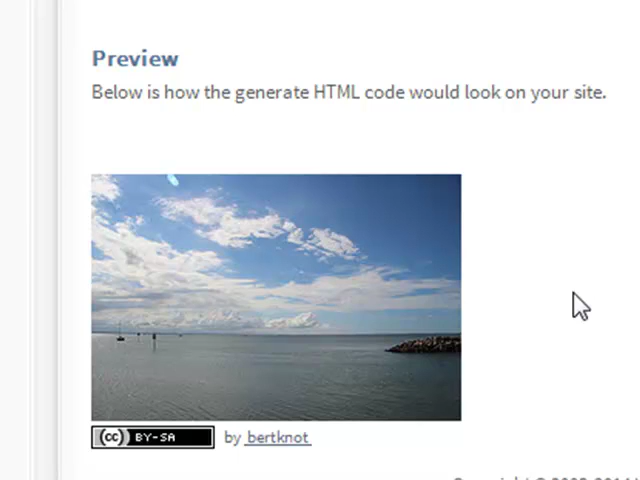 Preview
Below is how the generate HTML code would look on your site.
(cc) BY-SA by bertknot